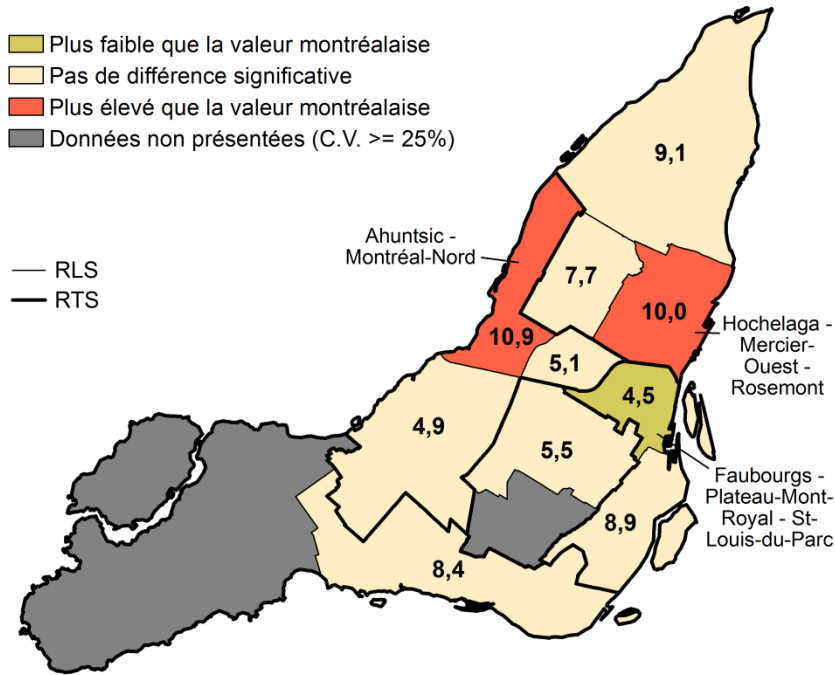 Plus faible que la valeur montréalaise
Pas de différence significative
Plus élevé que la valeur montréalaise
Données non présentées (C.V. >= 25%)
9,1
Ahuntsic -
Montréal-Nord
RLS
RTS
7,7
10,0
Hochelaga -
Mercier-
Ouest -
Rosemont
10,9
5,1
4,5
4,9
5,5
Faubourgs -
Plateau-Mont-
Royal - St-
Louis-du-Parc
8,9
8,4